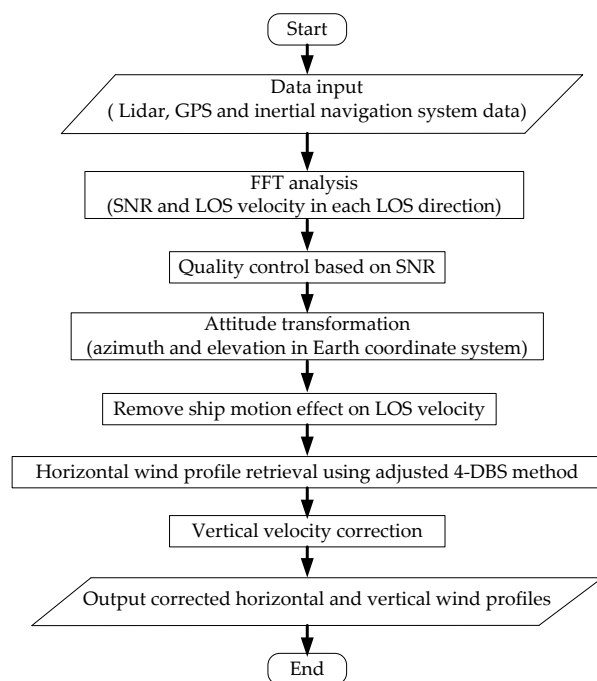 Start
Data input
( Lidar, GPS and inertial navigation system data)
FFT analysis
(SNR and LOS velocity in each LOS direction)
Quality control based on SNR
Attitude transformation
(azimuth and elevation in Earth coordinate system)
Remove ship motion effect on LOS velocity
Horizontal wind profile retrieval using adjusted 4-DBS method
Vertical velocity correction
Output corrected horizontal and vertical wind profiles
End